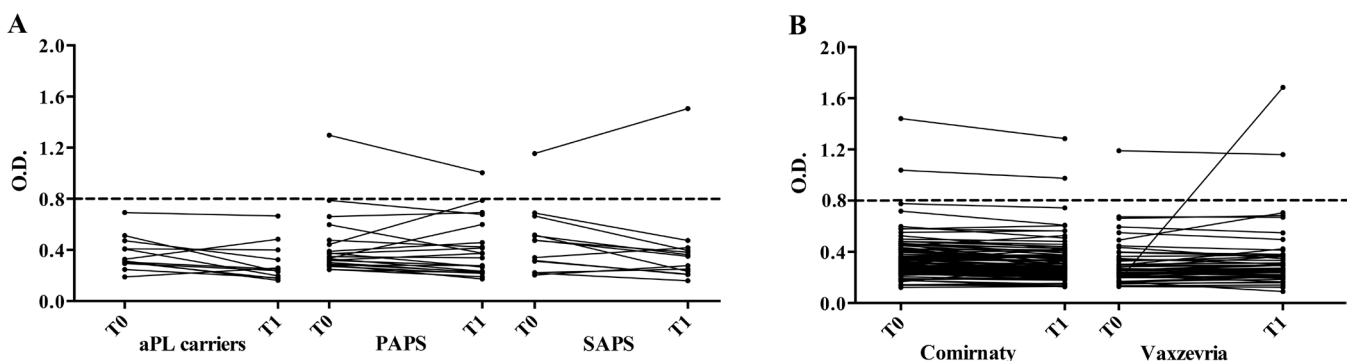 A
O.D.
2.0
1.6
1.2
0.8
0.4
0.0
T0 T1 T0 T1 T0 T1
aPL carriers PAPS SAPS
B
O.D.
2.0
1.6
1.2
0.8
0.4
0.0
T0 T1 T0 T1
Comirnaty Vaxzevria